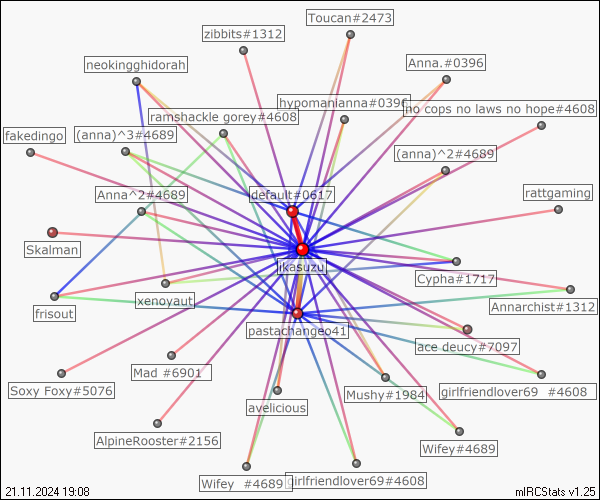 Toucan#2473
zibbits#1312
Anna.#0396
neokingghidorah
hypomanianna#0396
no cops no laws no hope#4608
ramshackle gorey#4608
fakedingo
(anna)^3#4689
(anna)^2#4689
Anna^2#4689
default#0617
rattgaming
Skalman
ikasuzu
Cypha#1717
xenoyaut
Annarchist#1312
frisout
pastachangeo41
ace deucy#7097
Mad #6901
Soxy Foxy#5076
Mushy#1984
girlfriendlover69 #4608
avelicious
AlpineRooster#2156
Wifey#4689
Wifey #4689
girlfriendlover69#4608
21.11.2024 19:08
mIRCStats v1.25